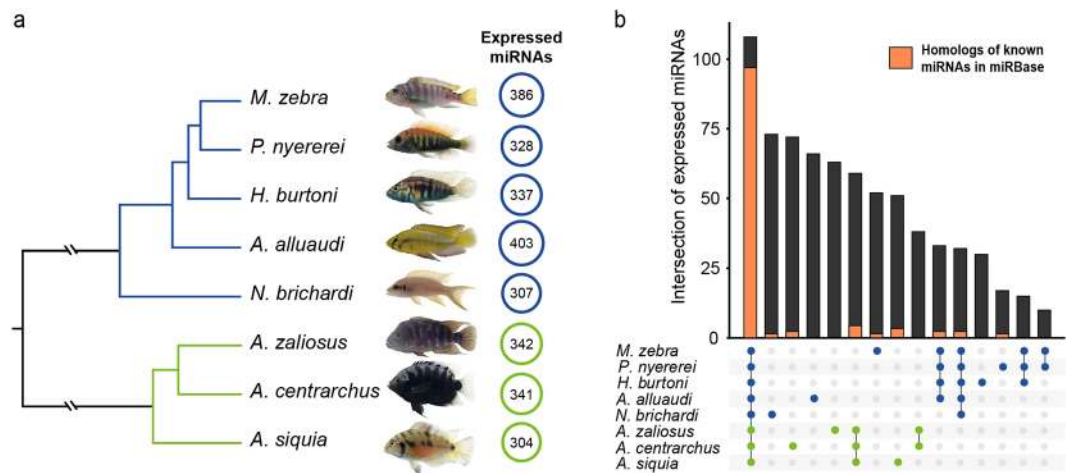 a
Expressed
miRNAs
M. zebra
386
P. nyererei
328
H. burtoni
337
A. alluaudi
403
N. brichardi
307
A. zaliosus
342
A. centrarchus
341
A. siquia
304
b
Intersection of expressed miRNAs
100
75
50
25
0
Homologs of known
miRNAs in miRBase
M. zebra
P. nyererei
H. burtoni
A. alluaudi
N. brichardi
A. zaliosus
A. centrarchus
A. siquia